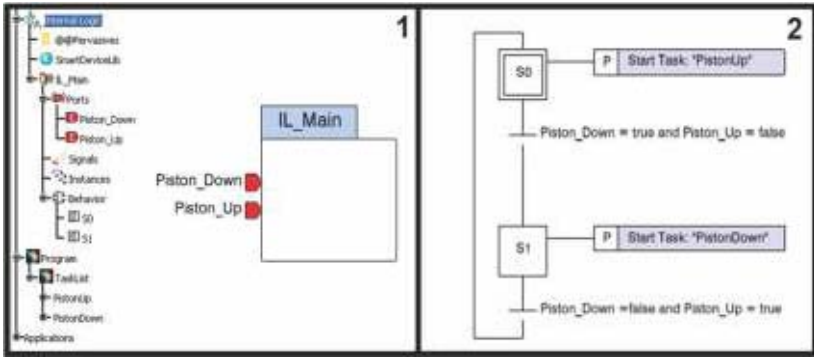 1
Internal Logic
@@Pervasives
SmartDeviceLib
IL_Main
Ports
Piston_Down
Piston_Up
Signals
Instances
Behavior
S0
S1
Program
TaskList
PistonUp
PistonDown
Applications
IL_Main
Piston_Down
Piston_Up
2
S0
P Start Task: "PistonUp"
Piston_Down = true and Piston_Up = false
S1
P Start Task: "PistonDown"
Piston_Down =false and Piston_Up = true